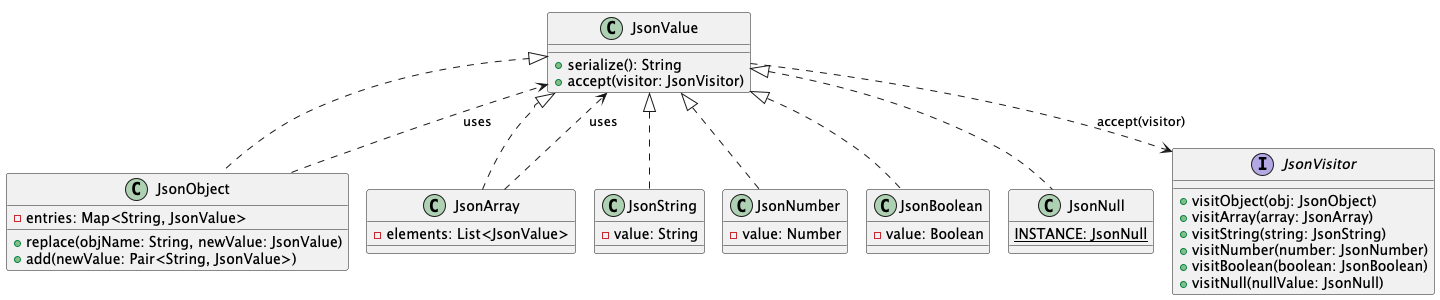 C JsonValue
serialize(): String
accept(visitor: JsonVisitor)
uses
uses
accept(visitor)
C JsonObject
entries: Map<String, JsonValue>
replace(objName: String, newValue: JsonValue)
add(newValue: Pair<String, JsonValue>)
C JsonArray
elements: List<JsonValue>
C JsonString
value: String
C JsonNumber
value: Number
C JsonBoolean
value: Boolean
C JsonNull
INSTANCE: JsonNull
I JsonVisitor
visitObject(obj: JsonObject)
visitArray(array: JsonArray)
visitString(string: JsonString)
visitNumber(number: JsonNumber)
visitBoolean(boolean: JsonBoolean)
visitNull(nullValue: JsonNull)